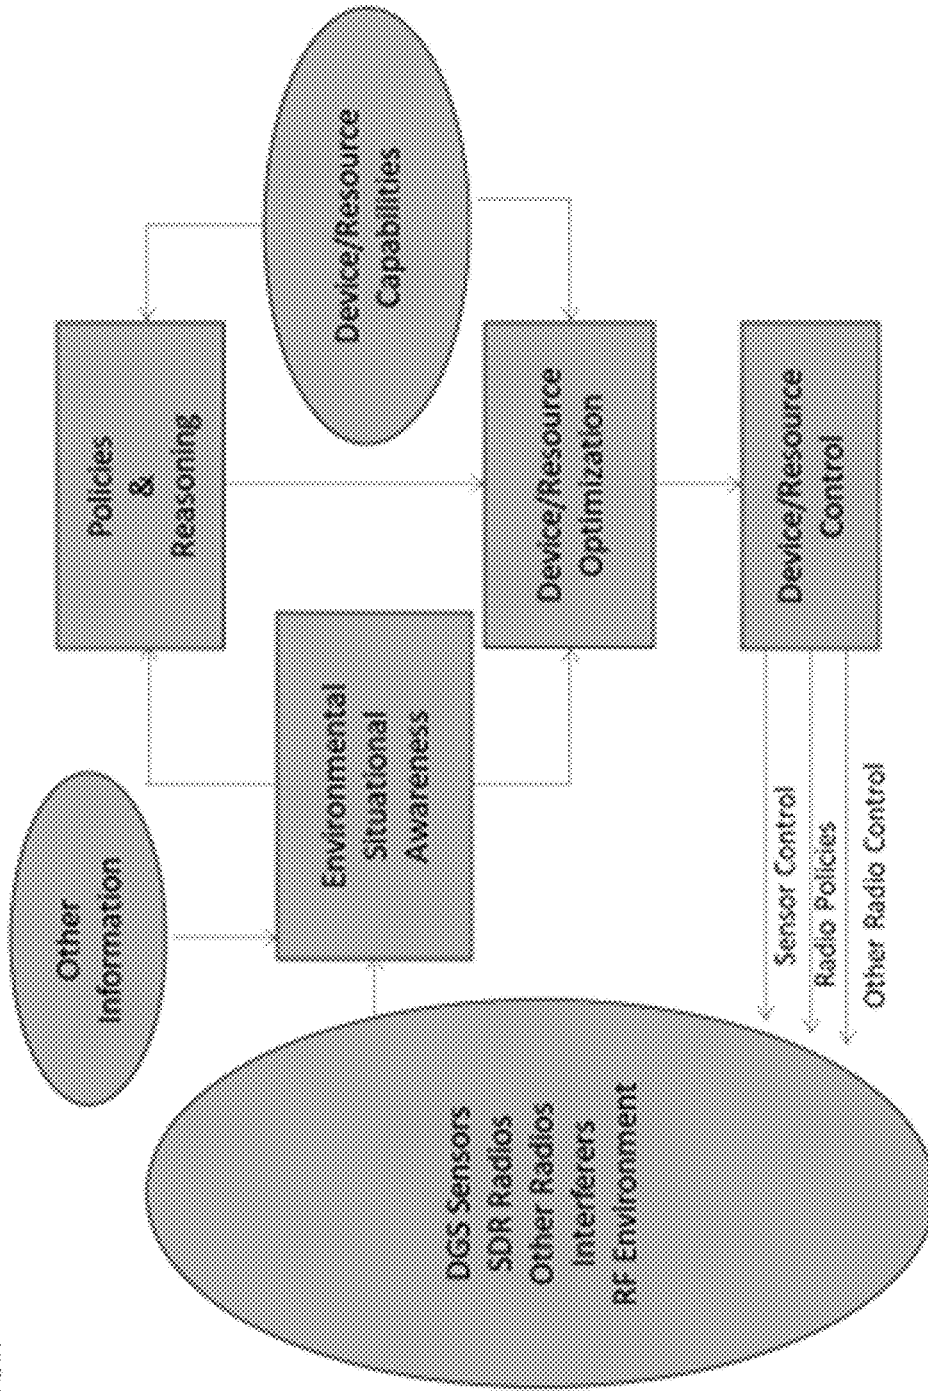 Other
Information
Policies
&
Reasoning
Environmental
Situational
Awareness
Device/Resource
Capabilities
DGS Sensors
SDR Radios
Other Radios
Interferers
RF Environment
Device/Resource
Optimization
Sensor Control
Radio Policies
Other Radio Control
Device/Resource
Control